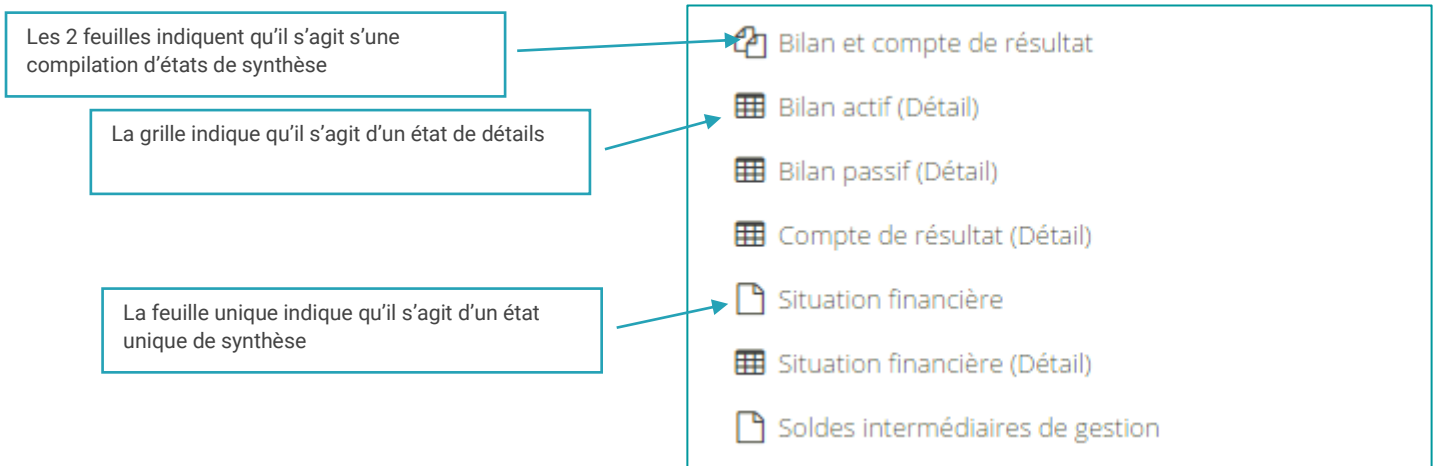 Les 2 feuilles indiquent qu’il s’agit s’une
compilation d’états de synthèse
La grille indique qu’il s’agit d’un état de détails
La feuille unique indique qu’il s’agit d’un état
unique de synthèse
Bilan et compte de résultat
Bilan actif (Détail)
Bilan passif (Détail)
Compte de résultat (Détail)
Situation financière
Situation financière (Détail)
Soldes intermédiaires de gestion